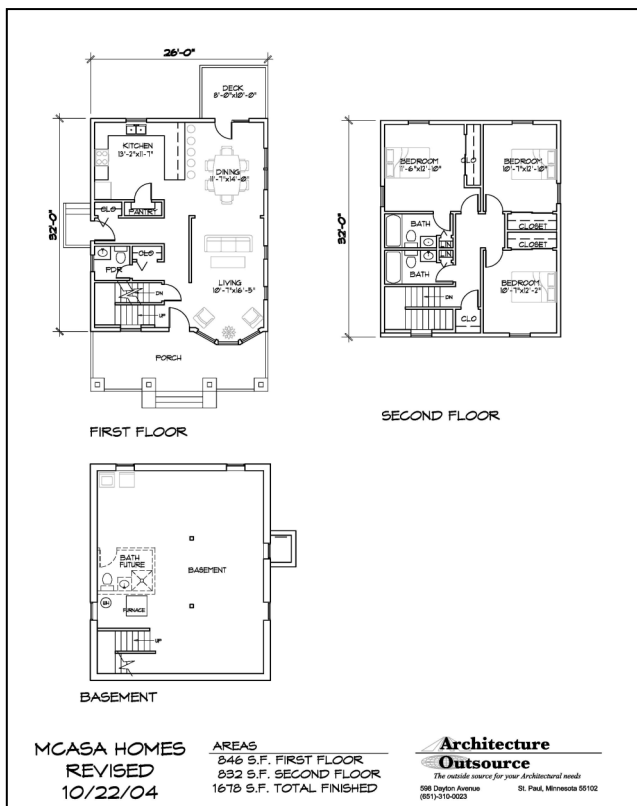 26'-0"
DECK
8'-0"x10'-0"
32'-0"
KITCHEN
13'-2"x11'-7"
DINING
11'-7"x14'-0"
CLO
PANTRY
PDR
CLO
LIVING
10'-7"x16'-5"
DN
UP
PORCH
FIRST FLOOR
32'-0"
BEDROOM
11'-6"x12'-10"
CLO
BEDROOM
10'-7"x12'-10"
BATH
LIN
CLOSET
LIN
CLOSET
BATH
BEDROOM
10'-7"x12'-2"
DN
CLO
SECOND FLOOR
BATH
FUTURE
BASEMENT
WH
FURNACE
UP
BASEMENT
MCASA HOMES
REVISED
10/22/04
AREAS
846 S.F. FIRST FLOOR
832 S.F. SECOND FLOOR
1678 S.F. TOTAL FINISHED
Architecture
Outsource
The outside source for your Architectural needs
598 Dayton Avenue St. Paul, Minnesota 55102
(651)-310-0023